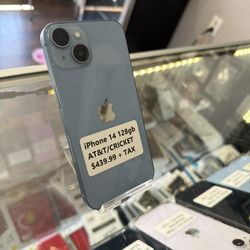 iPhone 14 128gb
AT&T/CRICKET
$439.99 + TAX